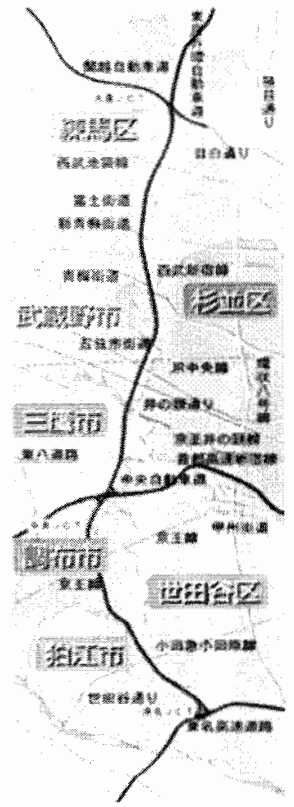 関越自動車道
練馬区
目白通り
西武池袋線
富士街道
新青梅街道
青梅街道
西武新宿線
杉並区
武蔵野市
五日市街道
JR中央線
環状八号線
井の頭通り
三鷹市
京王井の頭線
東八道路
首都高速新宿線
中央自動車道
甲州街道
京王線
調布市
京王線
世田谷区
狛江市
小田急小田原線
世田谷通り
東名高速道路